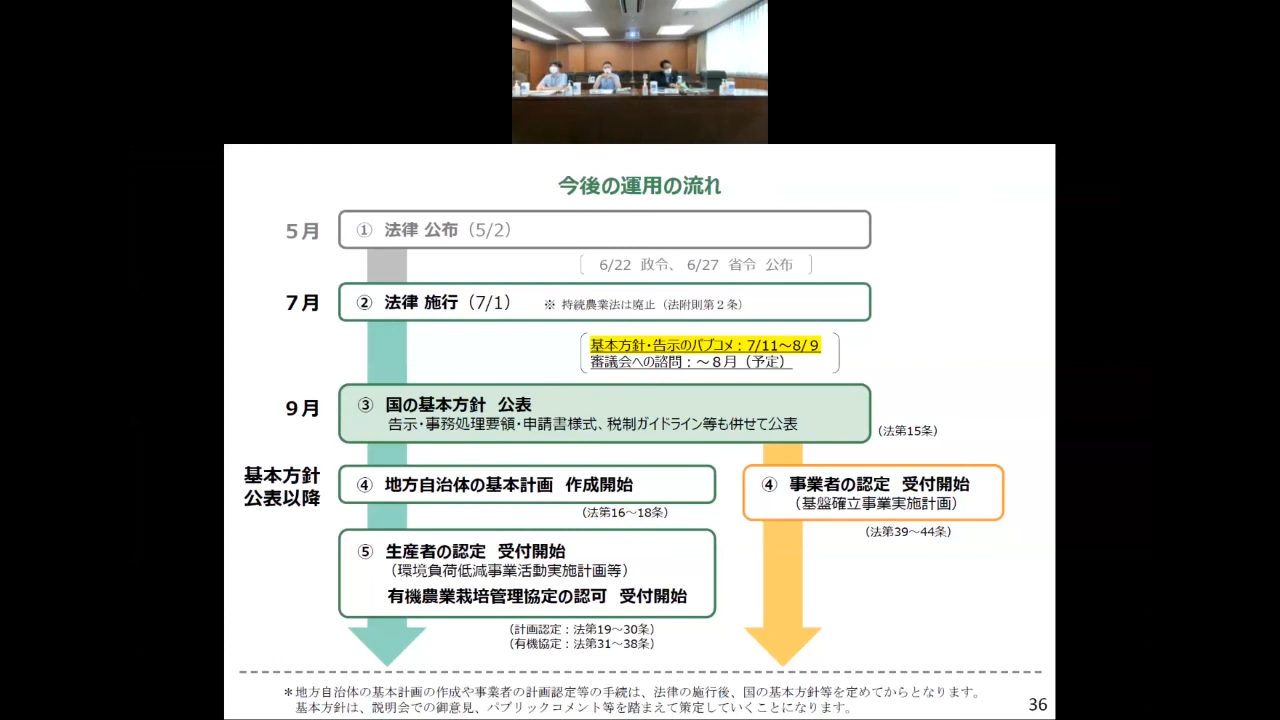 今後の運用の流れ
5月
① 法律 公布（5/2）
6/22 政令、6/27 省令 公布
7月
② 法律 施行（7/1） ※ 持続農業法は廃止（法附則第２条）
基本方針・告示のパブコメ：7/11～8/9
審議会への諮問：～８月（予定）
9月
③ 国の基本方針 公表
告示・事務処理要領・申請書様式、税制ガイドライン等も併せて公表
（法第15条）
基本方針
公表以降
④ 地方自治体の基本計画 作成開始
（法第16～18条）
④ 事業者の認定 受付開始
（基盤確立事業実施計画）
（法第39～44条）
⑤ 生産者の認定 受付開始
（環境負荷低減事業活動実施計画等）
有機農業栽培管理協定の認可 受付開始
（計画認定：法第19～30条）
（有機協定：法第31～38条）
＊地方自治体の基本計画の作成や事業者の計画認定等の手続は、法律の施行後、国の基本方針等を定めてからとなります。
基本方針は、説明会での御意見、パブリックコメント等を踏まえて策定していくことになります。
36